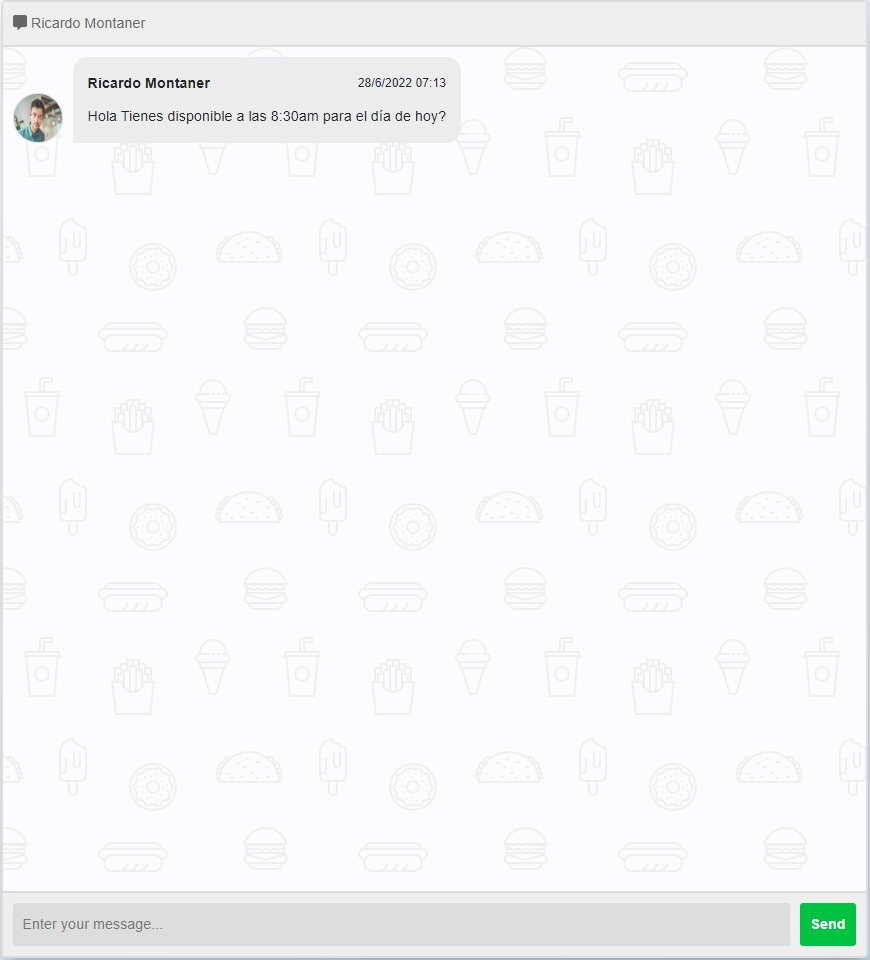 Ricardo Montaner
Ricardo Montaner 28/6/2022 07:13
Hola Tienes disponible a las 8:30am para el día de hoy?
Enter your message... Send